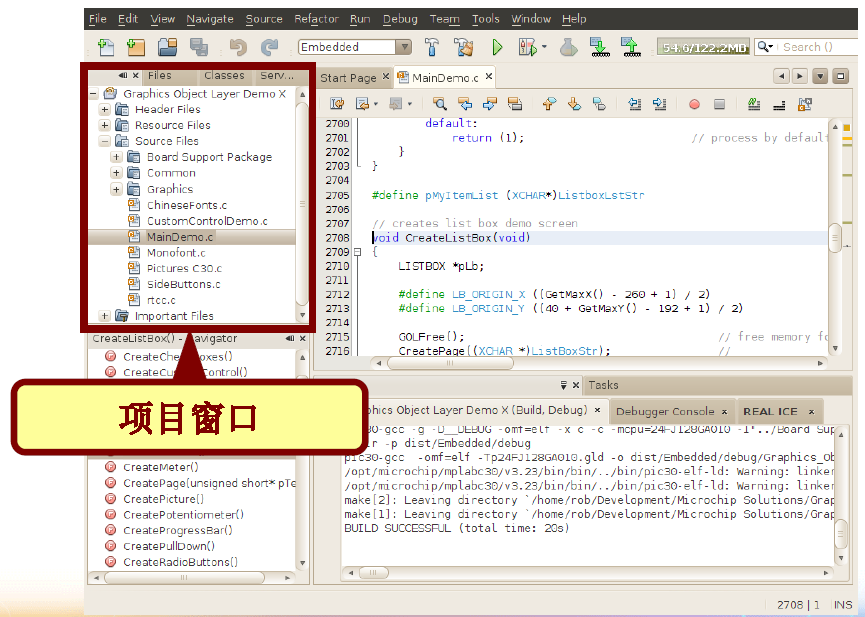 File Edit View Navigate Source Refactor Run Debug Team Tools Window Help
Embedded 54.6/122.2MB Search ()
Files Classes Serv...
Graphics Object Layer Demo X
Header Files
Resource Files
Source Files
Board Support Package
Common
Graphics
ChineseFonts.c
CustomControlDemo.c
MainDemo.c
Monofont.c
Pictures C30.c
SideButtons.c
rtcc.c
Important Files
Start Page MainDemo.c
2700 default:
2701 return (1); // process by default
2702 }
2703 }
2704
2705 #define pMyItemList (XCHAR*)ListboxLstStr
2706
2707 // creates list box demo screen
2708 void CreateListBox(void)
2709 {
2710 LISTBOX *pLb;
2711
2712 #define LB_ORIGIN_X ((GetMaxX() - 260 + 1) / 2)
2713 #define LB_ORIGIN_Y ((40 + GetMaxY() - 192 + 1) / 2)
2714
2715 GOLFree(); // free memory fo
2716 CreatePage((XCHAR *)ListBoxStr); //
CreateListBox() - Navigator
项目窗口
CreateMeter()
CreatePage(unsigned short* pTe
CreatePicture()
CreatePotentiometer()
CreateProgressBar()
CreatePullDown()
CreateRadioButtons()
Tasks
Object Layer Demo X (Build, Debug) Debugger Console REAL ICE
-gcc -g -D__DEBUG -omf=elf -x c -c -mcpu=24FJ128GA010 -I'../Board Sup
-p dist/Embedded/debug
pic30-gcc -omf=elf -Tp24FJ128GA010.gld -o dist/Embedded/debug/Graphics_Ob
/opt/microchip/mplabc30/v3.23/bin/bin/../bin/pic30-elf-ld: Warning: linker
/opt/microchip/mplabc30/v3.23/bin/bin/../bin/pic30-elf-ld: Warning: linker
make[2]: Leaving directory `/home/rob/Development/Microchip Solutions/Grap
make[1]: Leaving directory `/home/rob/Development/Microchip Solutions/Grap
BUILD SUCCESSFUL (total time: 20s)
2708 | 1 INS